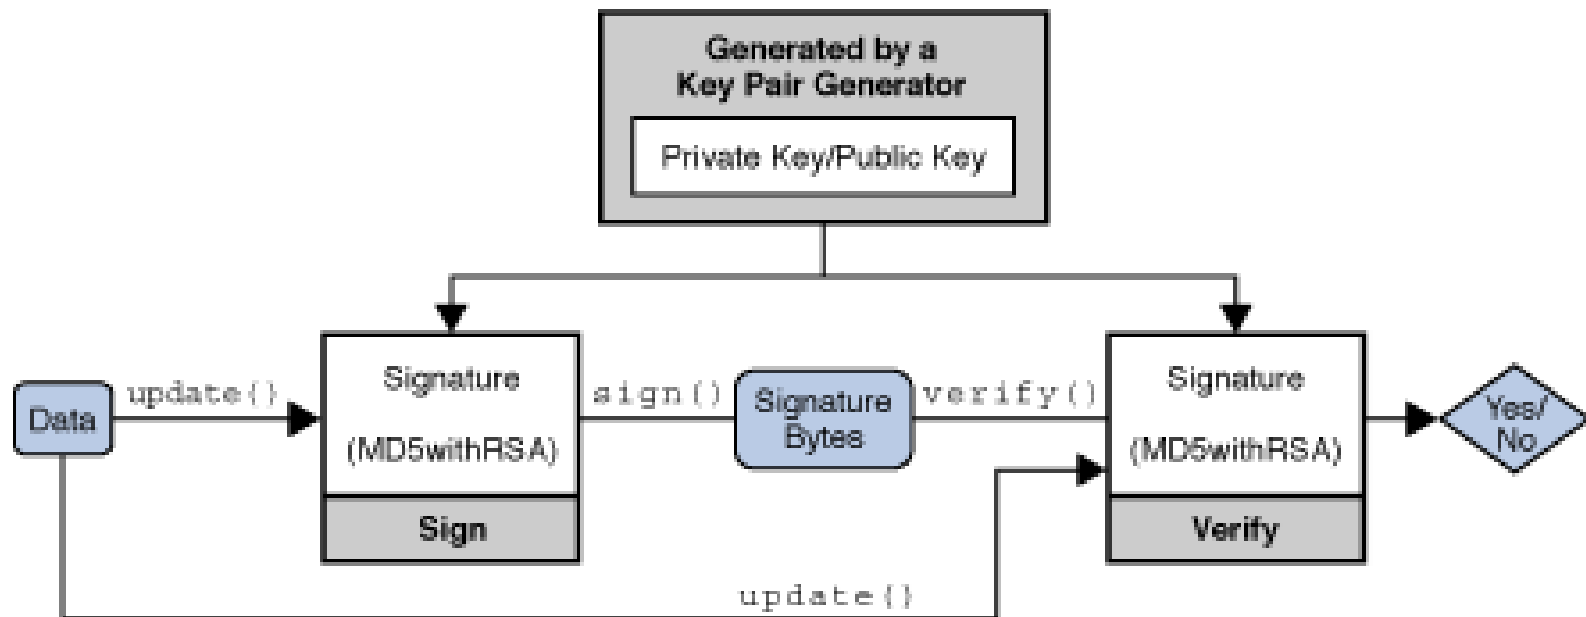 Generated by a
Key Pair Generator
Private Key/Public Key
Data
update()
Signature
(MD5withRSA)
Sign
sign()
Signature
Bytes
verify()
Signature
(MD5withRSA)
Verify
Yes/
No
update()